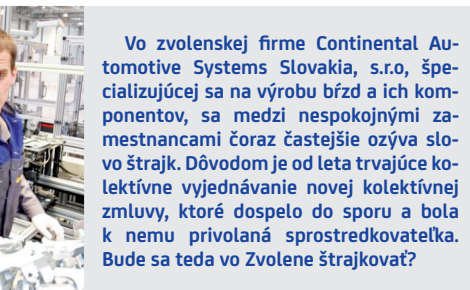 Vo zvolenskej firme Continental Au-
tomotive Systems Slovakia, s.r.o, špe-
cializujúcej sa na výrobu bŕzd a ich kom-
ponentov, sa medzi nespokojnými za-
mestnancami čoraz častejšie ozýva slo-
vo štrajk. Dôvodom je od leta trvajúce ko-
lektívne vyjednávanie novej kolektívnej
zmluvy, ktoré dospelo do sporu a bola
k nemu privolaná sprostredkovateľka.
Bude sa teda vo Zvolene štrajkovať?